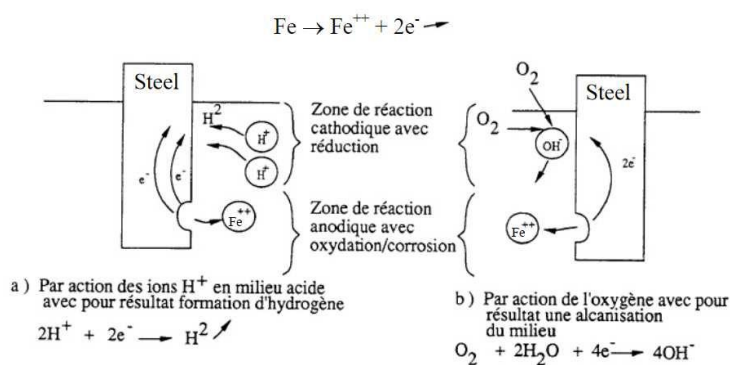 Fe → Fe⁺⁺ + 2e⁻
Steel
H²
H⁺
H⁺
e⁻
e⁻
Fe⁺⁺
Zone de réaction
cathodique avec
réduction
Zone de réaction
anodique avec
oxydation/corrosion
O₂
O₂
OH⁻
Steel
2e⁻
Fe⁺⁺
a ) Par action des ions H⁺ en milieu acide
avec pour résultat formation d'hydrogène
2H⁺ + 2e⁻ → H² ↗
b ) Par action de l'oxygène avec pour
résultat une alcanisation
du milieu
O₂ + 2H₂O + 4e⁻ → 4OH⁻